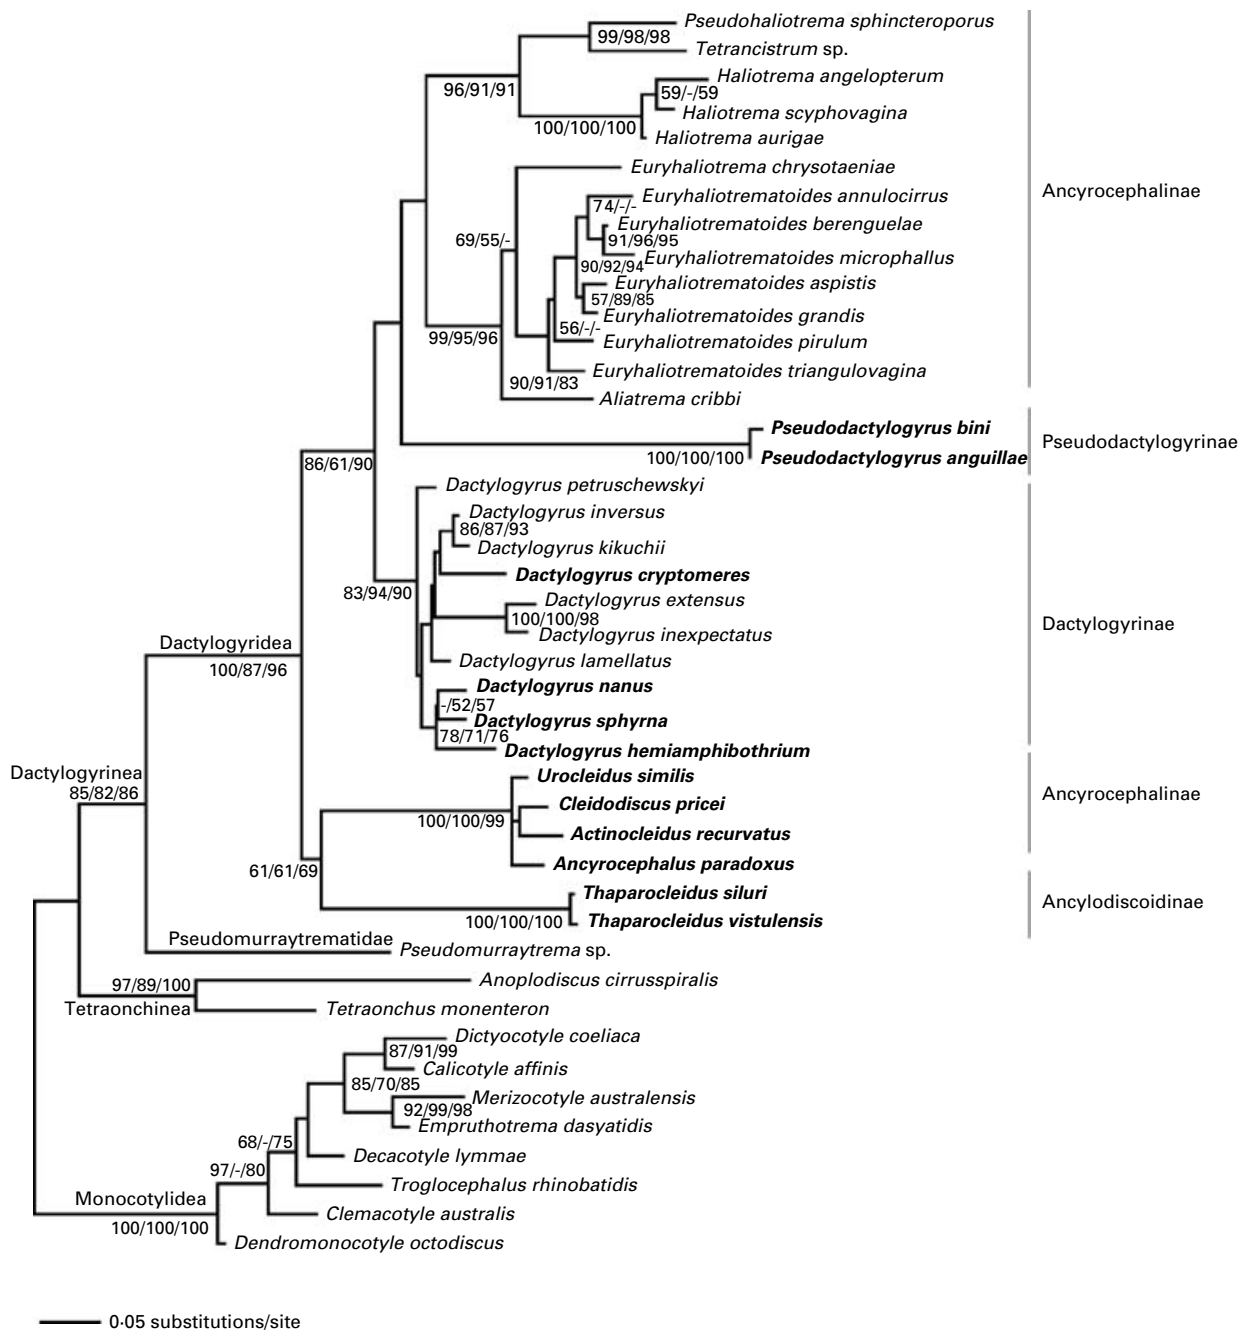 Pseudohaliotrema sphincteroporus
99/98/98
Tetrancistrum sp.
Haliotrema angelopterum
96/91/91
59/-/59
Haliotrema scyphovagina
100/100/100
Haliotrema aurigae
Euryhaliotrema chrysotaeniae
Ancyrocephalinae
Euryhaliotrematoides annulocirrus
74/-/-
Euryhaliotrematoides berenguelae
69/55/-
91/96/95
Euryhaliotrematoides microphallus
90/92/94
Euryhaliotrematoides aspistis
57/89/85
Euryhaliotrematoides grandis
56/-/-
99/95/96
Euryhaliotrematoides pirulum
Euryhaliotrematoides triangulovagina
90/91/83
Aliatrema cribbi
Pseudodactylogyrus bini
Pseudodactylogyrinae
100/100/100
Pseudodactylogyrus anguillae
86/61/90
Dactylogyrus petruschewskyi
Dactylogyrus inversus
86/87/93
Dactylogyrus kikuchii
Dactylogyrus cryptomeres
83/94/90
Dactylogyrus extensus
100/100/98
Dactylogyrus inexpectatus
Dactylogyrinae
Dactylogyridea
100/87/96
Dactylogyrus lamellatus
Dactylogyrus nanus
-/52/57
Dactylogyrus sphyrna
78/71/76
Dactylogyrus hemiamphibothrium
Dactylogyrinea
85/82/86
Urocleidus similis
Cleidodiscus pricei
Ancyrocephalinae
100/100/99
Actinocleidus recurvatus
Ancyrocephalus paradoxus
61/61/69
Thaparocleidus siluri
Ancylodiscoidinae
100/100/100
Thaparocleidus vistulensis
Pseudomurraytrematidae
Pseudomurraytrema sp.
97/89/100
Anoplodiscus cirrusspiralis
Tetraonchinea
Tetraonchus monenteron
Dictyocotyle coeliaca
87/91/99
Calicotyle affinis
85/70/85
Merizocotyle australensis
92/99/98
Empruthotrema dasyatidis
68/-/75
Decacotyle lymmae
97/-/80
Troglocephalus rhinobatidis
Monocotylidea
100/100/100
Clemacotyle australis
Dendromonocotyle octodiscus
0·05 substitutions/site